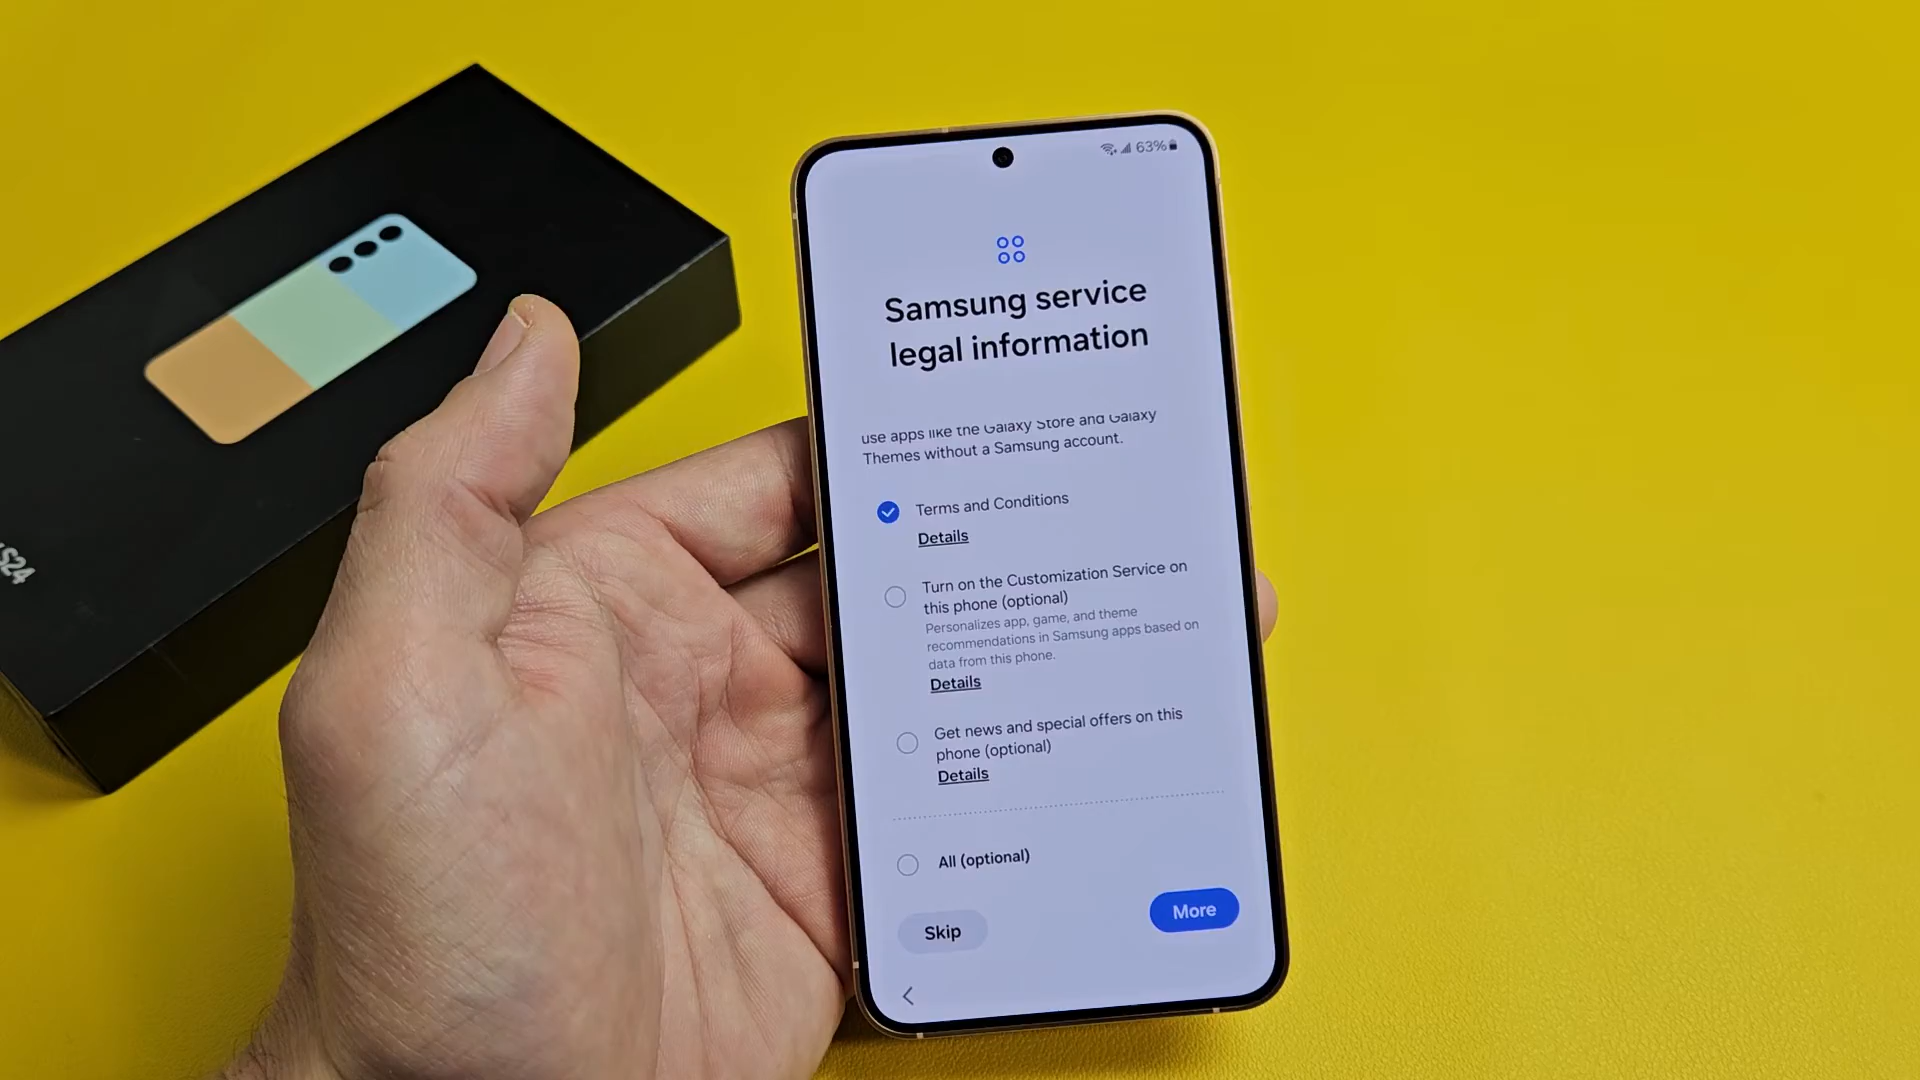 S24
63%
Samsung service
legal information
use apps like the Galaxy Store and Galaxy
Themes without a Samsung account.
Terms and Conditions
Details
Turn on the Customization Service on
this phone (optional)
Personalizes app, game, and theme
recommendations in Samsung apps based on
data from this phone.
Details
Get news and special offers on this
phone (optional)
Details
All (optional)
Skip
More